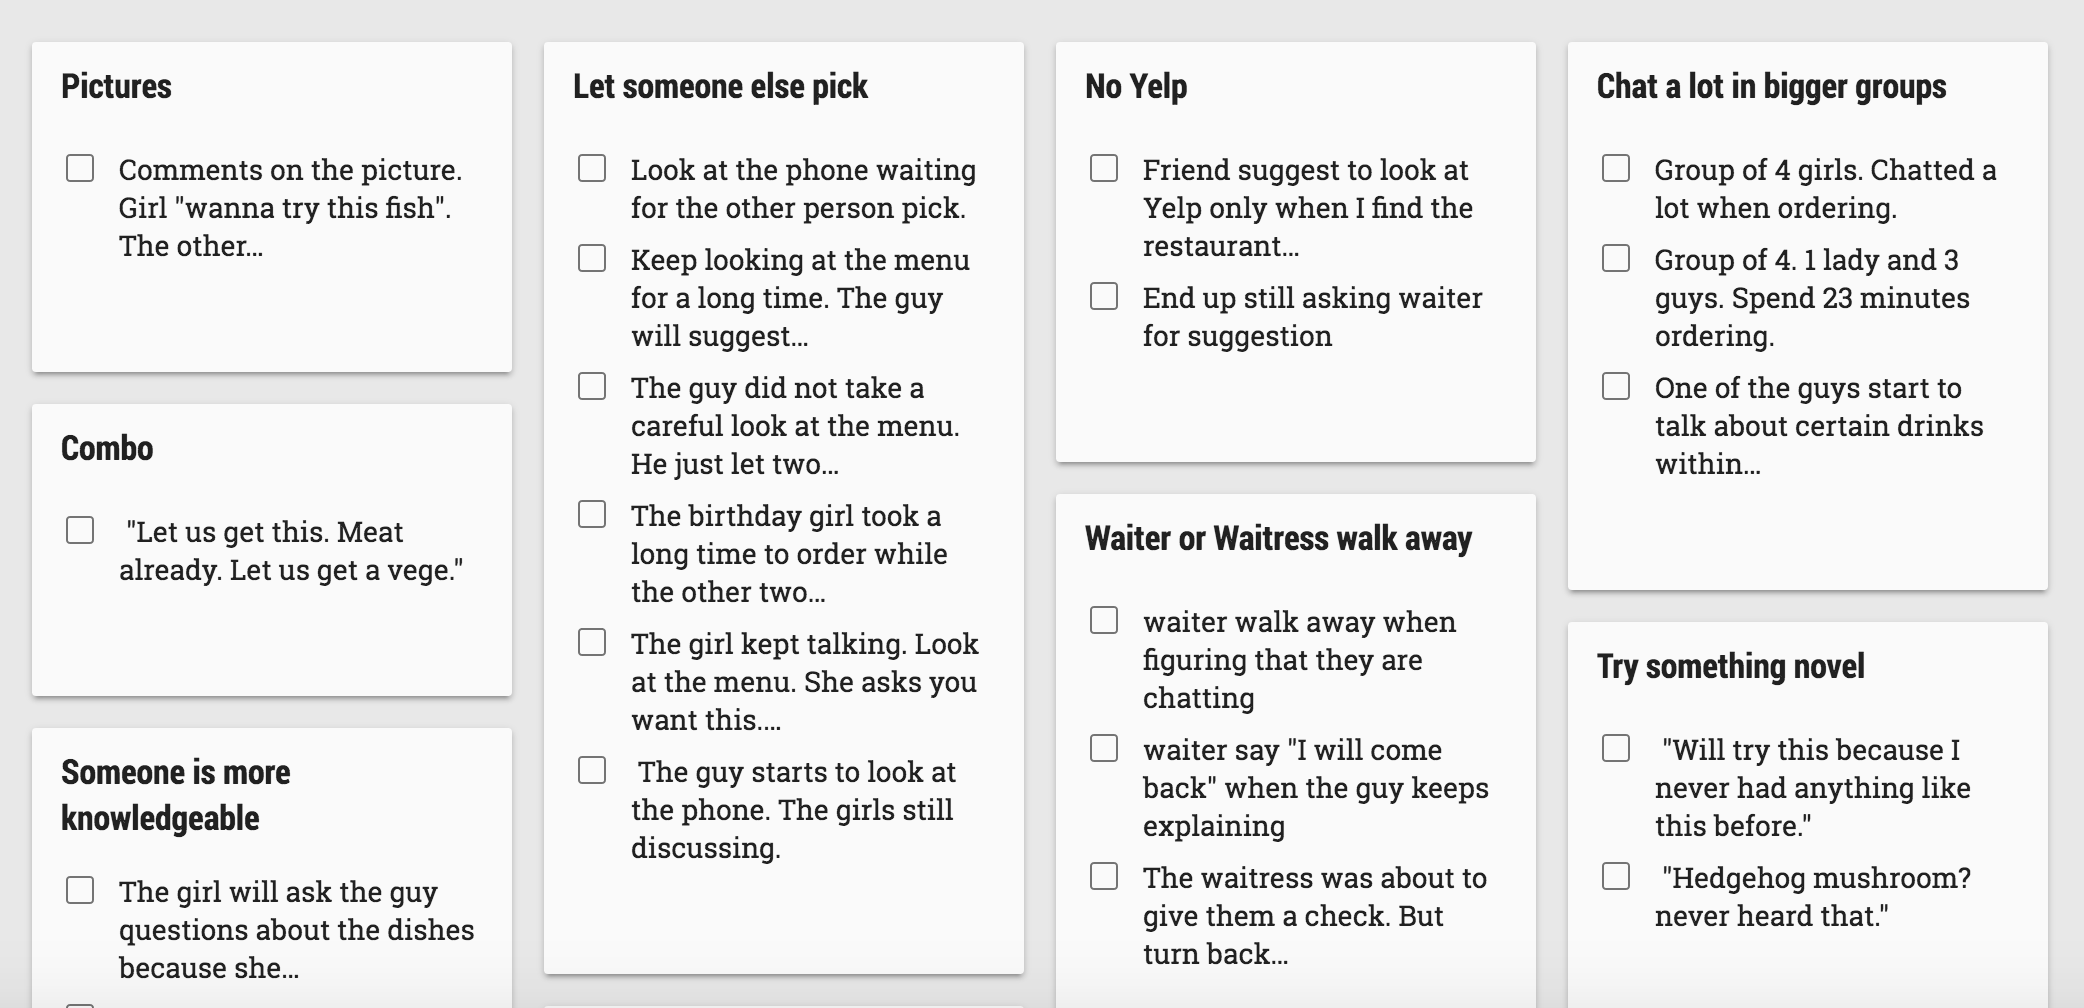 Pictures
Comments on the picture.
Girl "wanna try this fish".
The other...
Combo
"Let us get this. Meat
already. Let us get a vege."
Someone is more
knowledgeable
The girl will ask the guy
questions about the dishes
because she...
Let someone else pick
Look at the phone waiting
for the other person pick.
Keep looking at the menu
for a long time. The guy
will suggest...
The guy did not take a
careful look at the menu.
He just let two...
The birthday girl took a
long time to order while
the other two...
The girl kept talking. Look
at the menu. She asks you
want this....
The guy starts to look at
the phone. The girls still
discussing.
No Yelp
Friend suggest to look at
Yelp only when I find the
restaurant...
End up still asking waiter
for suggestion
Waiter or Waitress walk away
waiter walk away when
figuring that they are
chatting
waiter say "I will come
back" when the guy keeps
explaining
The waitress was about to
give them a check. But
turn back...
Chat a lot in bigger groups
Group of 4 girls. Chatted a
lot when ordering.
Group of 4. 1 lady and 3
guys. Spend 23 minutes
ordering.
One of the guys start to
talk about certain drinks
within...
Try something novel
"Will try this because I
never had anything like
this before."
"Hedgehog mushroom?
never heard that."